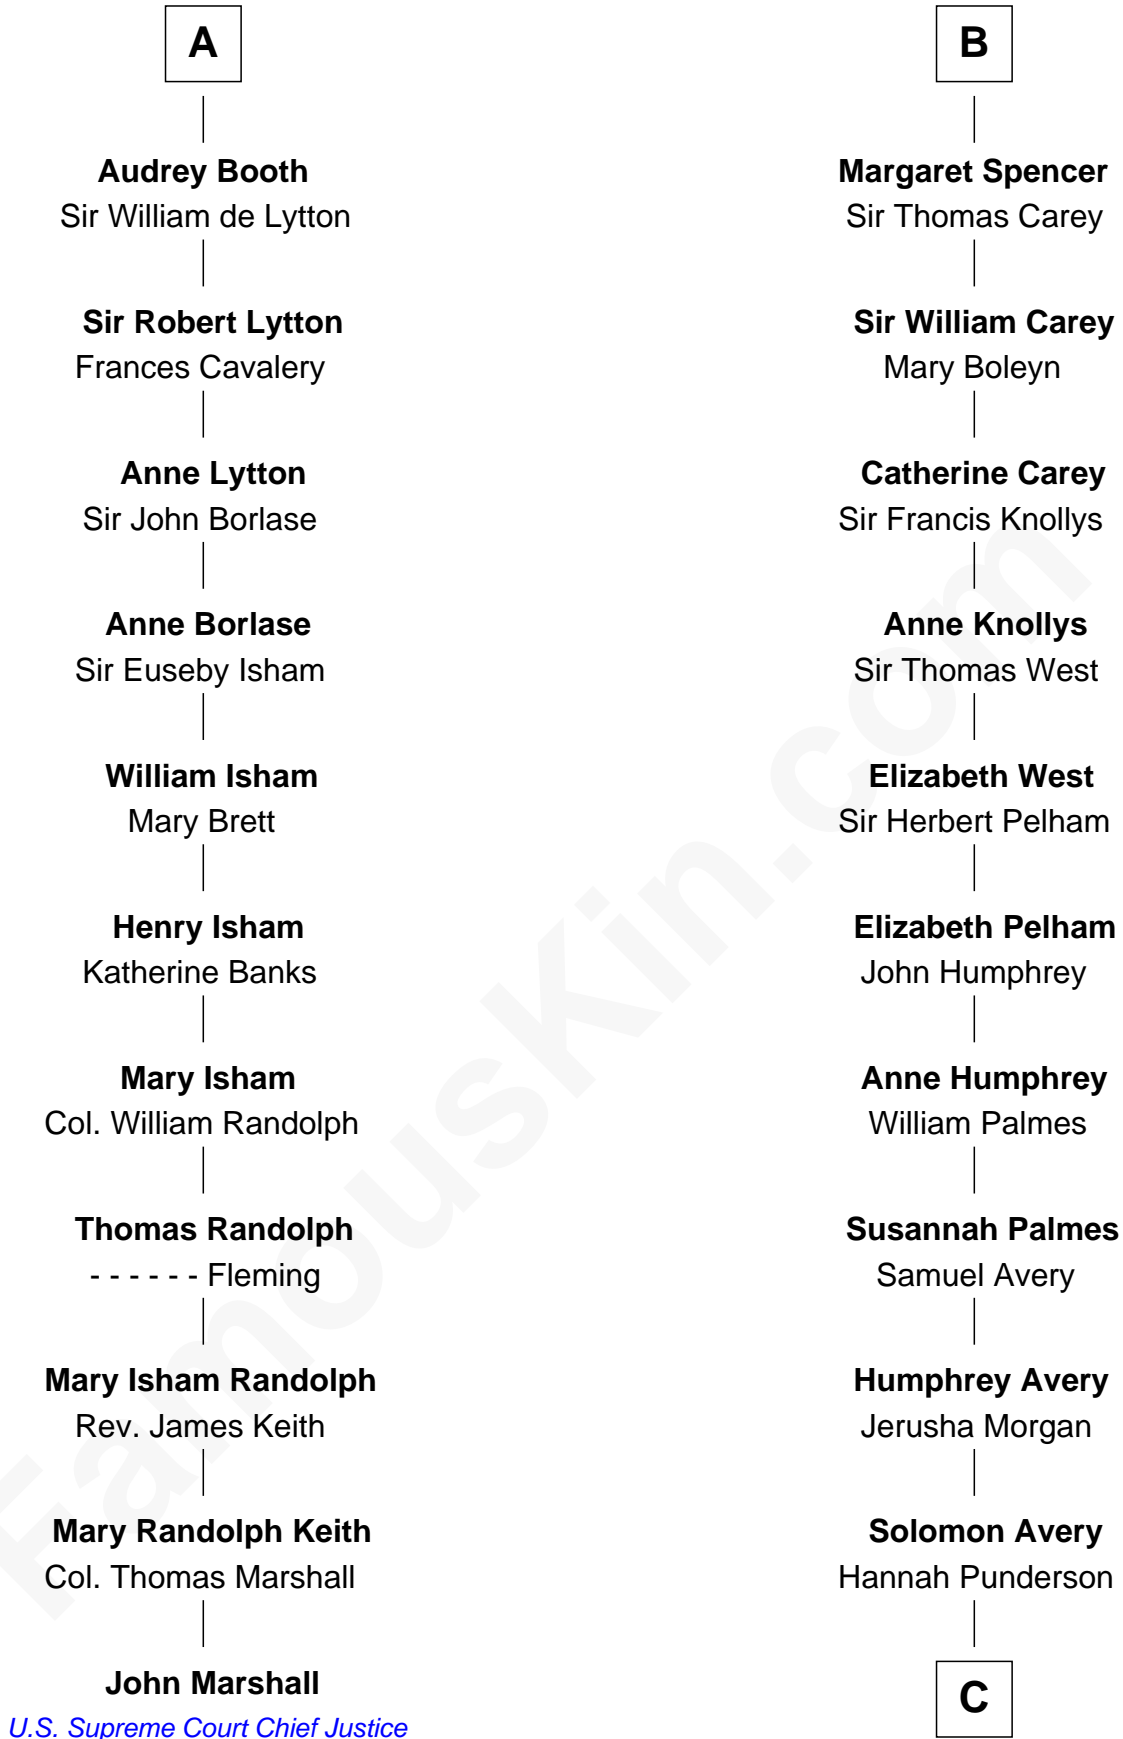 A
Audrey Booth
Sir William de Lytton
Sir Robert Lytton
Frances Cavalery
Anne Lytton
Sir John Borlase
Anne Borlase
Sir Euseby Isham
William Isham
Mary Brett
Henry Isham
Katherine Banks
Mary Isham
Col. William Randolph
Thomas Randolph
- - - - - - Fleming
Mary Isham Randolph
Rev. James Keith
Mary Randolph Keith
Col. Thomas Marshall
John Marshall
U.S. Supreme Court Chief Justice
B
Margaret Spencer
Sir Thomas Carey
Sir William Carey
Mary Boleyn
Catherine Carey
Sir Francis Knollys
Anne Knollys
Sir Thomas West
Elizabeth West
Sir Herbert Pelham
Elizabeth Pelham
John Humphrey
Anne Humphrey
William Palmes
Susannah Palmes
Samuel Avery
Humphrey Avery
Jerusha Morgan
Solomon Avery
Hannah Punderson
C
FamousKin.com